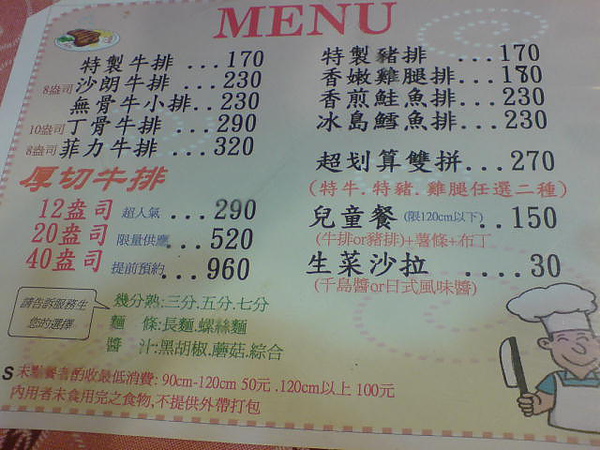 MENU
特製牛排 ...170
8盎司 沙朗牛排 ...230
無骨牛小排..230
10盎司 丁骨牛排 ...290
8盎司 菲力牛排 ...320
厚切牛排
12盎司 超人氣 ...290
20盎司 限量供應 ...520
40盎司 提前預約 ...960
特製豬排 ...170
香嫩雞腿排...180
香煎鮭魚排...230
冰島鱈魚排...230
超划算雙拼...270
(特牛.特豬.雞腿任選二種)
兒童餐 (限120cm以下) ..150
(牛排or豬排)+薯條+布丁
生菜沙拉 ....30
(千島醬or日式風味醬)
請告訴服務生
您的選擇
幾分熟:三分.五分.七分
麵 條:長麵.螺絲麵
醬 汁:黑胡椒.蘑菇.綜合
S 未點餐者酌收最低消費: 90cm-120cm 50元 .120cm以上 100元
內用者未食用完之食物,不提供外帶打包